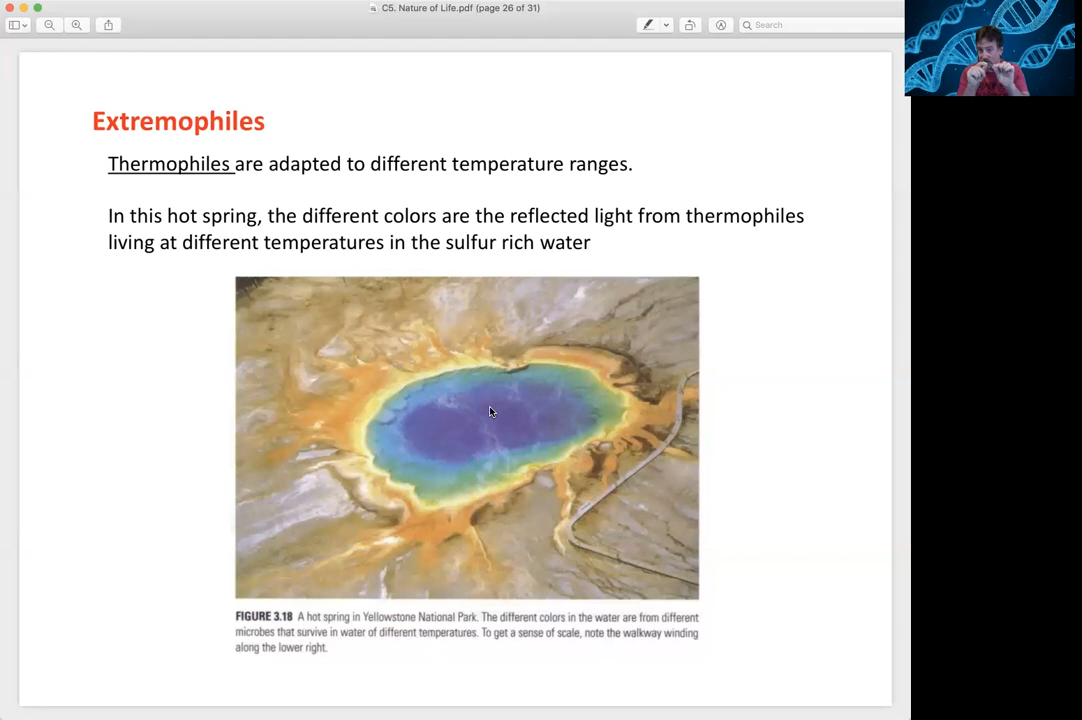 C5. Nature of Life.pdf (page 26 of 31)
Search
Extremophiles
Thermophiles are adapted to different temperature ranges.
In this hot spring, the different colors are the reflected light from thermophiles
living at different temperatures in the sulfur rich water
FIGURE 3.18 A hot spring in Yellowstone National Park. The different colors in the water are from different
microbes that survive in water of different temperatures. To get a sense of scale, note the walkway winding
along the lower right.